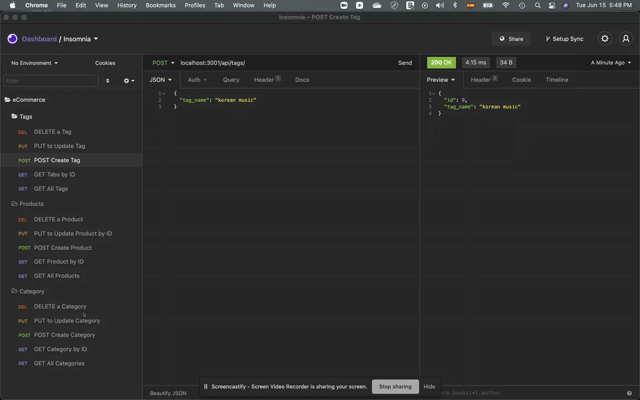 Chrome File Edit View History Bookmarks Profiles Tab Window Help Tue Jun 15 5:48 PM
Insomnia – POST Create Tag
Dashboard / Insomnia
Share
Setup Sync
No Environment
Cookies
POST localhost:3001/api/tags/ Send
200 OK 4.15 ms 34 B
A Minute Ago
Filter
JSON Auth Query Header 1 Docs
Preview Header 7 Cookie Timeline
eCommerce
Tags
DEL DELETE a Tag
PUT PUT to Update Tag
POST POST Create Tag
GET GET Tabs by ID
GET GET All Tags
Products
DEL DELETE a Product
PUT PUT to Update Product by ID
POST POST Create Product
GET GET Product by ID
GET GET All Products
Category
DEL DELETE a Category
PUT PUT to Update Category
POST POST Create Category
GET GET Category by ID
GET GET All Categories
1 {
2 "tag_name": "korean music"
3 }
1 {
2 "id": 9,
3 "tag_name": "korean music"
4 }
Beautify JSON
Screencastify - Screen Video Recorder is sharing your screen.
Stop sharing
Hide